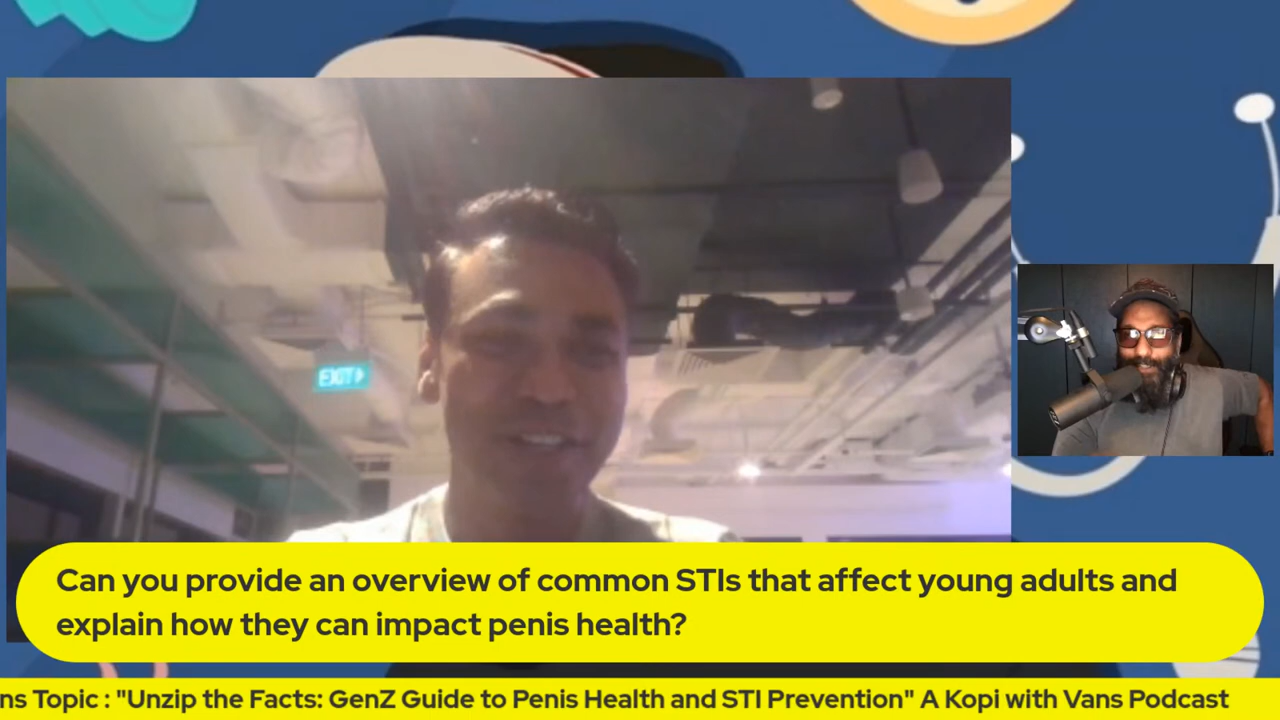 EXIT
Can you provide an overview of common STIs that affect young adults and
explain how they can impact penis health?
ns Topic : "Unzip the Facts: GenZ Guide to Penis Health and STI Prevention" A Kopi with Vans Podcast